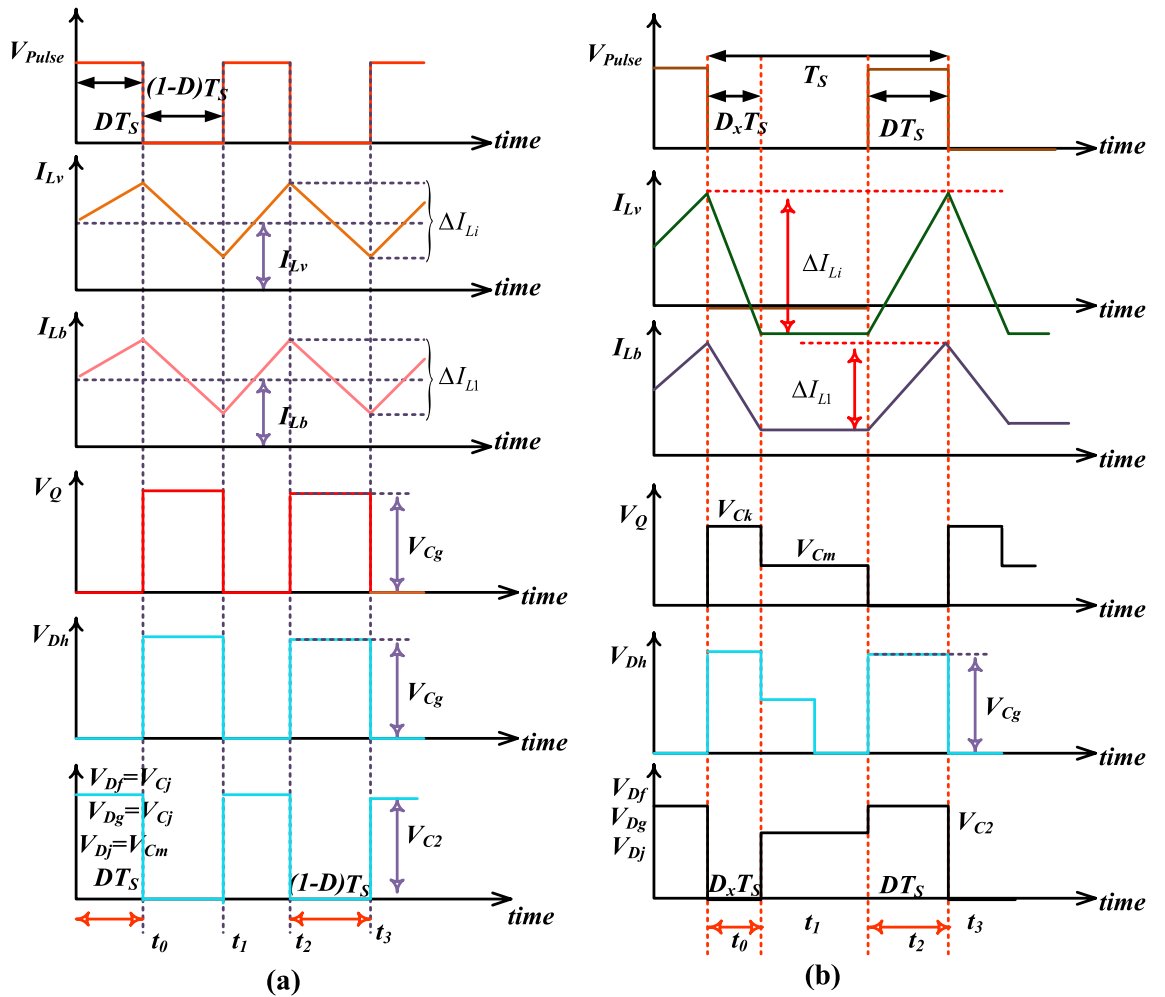 V_Pulse
(1-D)T_S
DT_S
time
I_Lv
ΔI_Li
I_Lv
time
I_Lb
ΔI_L1
I_Lb
time
V_Q
V_Cg
time
V_Dh
V_Cg
time
V_Df=V_Cj
V_Dg=V_Cj
V_Dj=V_Cm
V_C2
DT_S
(1-D)T_S
time
t_0
t_1
t_2
t_3
(a)
V_Pulse
T_S
D_xT_S
DT_S
time
I_Lv
ΔI_Li
time
I_Lb
ΔI_L1
time
V_Q
V_Ck
V_Cm
time
V_Dh
V_Cg
time
V_Df
V_Dg
V_Dj
V_C2
D_xT_S
DT_S
time
t_0
t_1
t_2
t_3
(b)